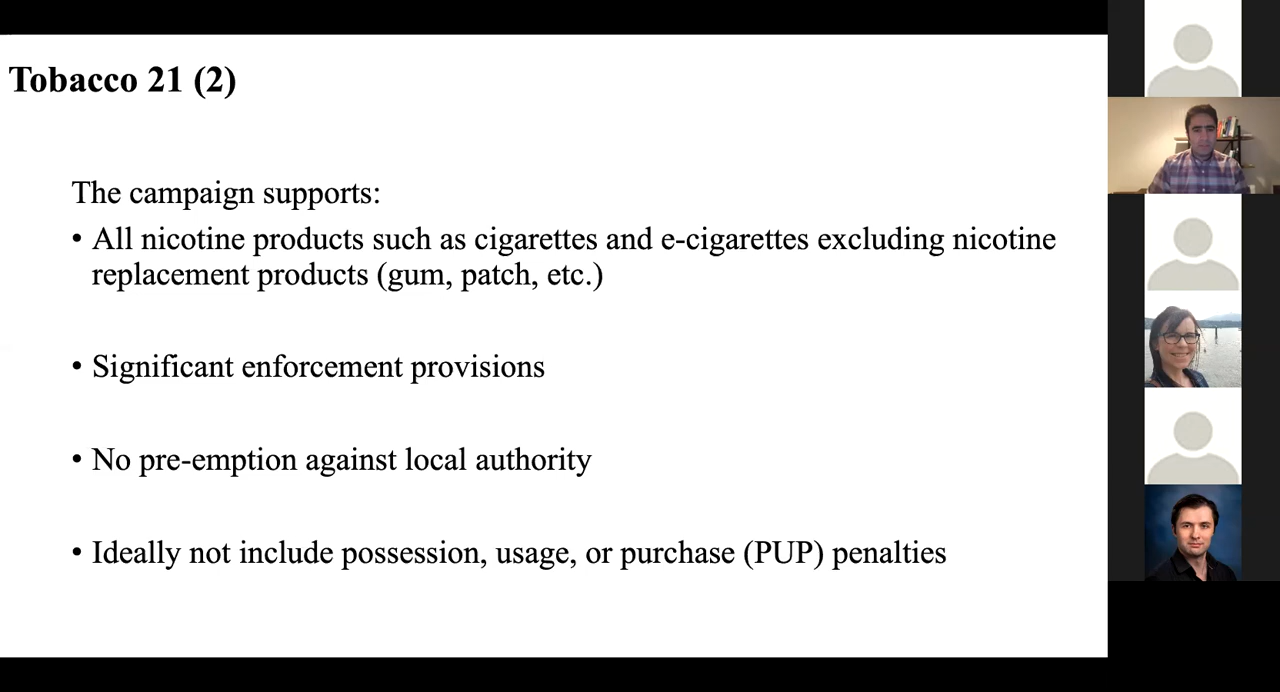 Tobacco 21 (2)
The campaign supports:
• All nicotine products such as cigarettes and e-cigarettes excluding nicotine
replacement products (gum, patch, etc.)
• Significant enforcement provisions
• No pre-emption against local authority
• Ideally not include possession, usage, or purchase (PUP) penalties